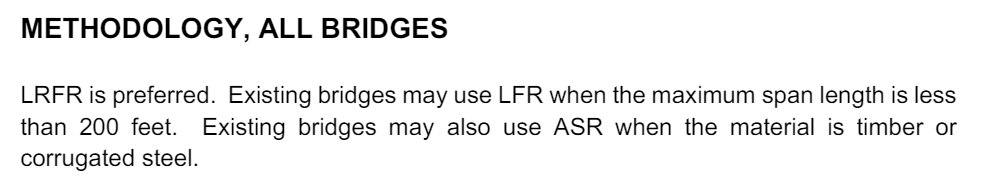 METHODOLOGY, ALL BRIDGES
LRFR is preferred.  Existing bridges may use LFR when the maximum span length is less
than 200 feet.  Existing bridges may also use ASR when the material is timber or
corrugated steel.